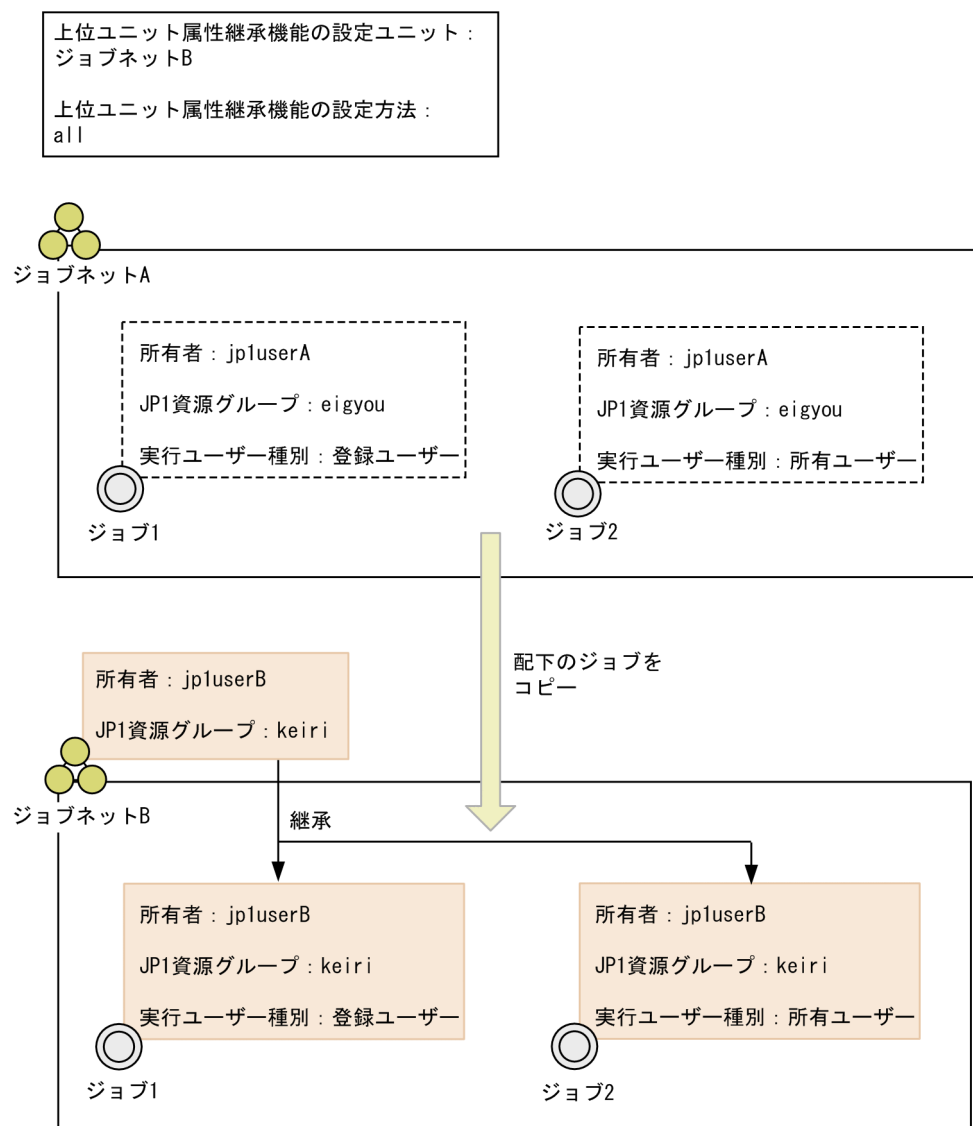 上位ユニット属性継承機能の設定ユニット：
ジョブネットB
上位ユニット属性継承機能の設定方法：
all
ジョブネットA
所有者：jp1userA
JP1資源グループ：eigyou
実行ユーザー種別：登録ユーザー
ジョブ1
所有者：jp1userA
JP1資源グループ：eigyou
実行ユーザー種別：所有ユーザー
ジョブ2
配下のジョブを
コピー
所有者：jp1userB
JP1資源グループ：keiri
ジョブネットB
継承
所有者：jp1userB
JP1資源グループ：keiri
実行ユーザー種別：登録ユーザー
ジョブ1
所有者：jp1userB
JP1資源グループ：keiri
実行ユーザー種別：所有ユーザー
ジョブ2